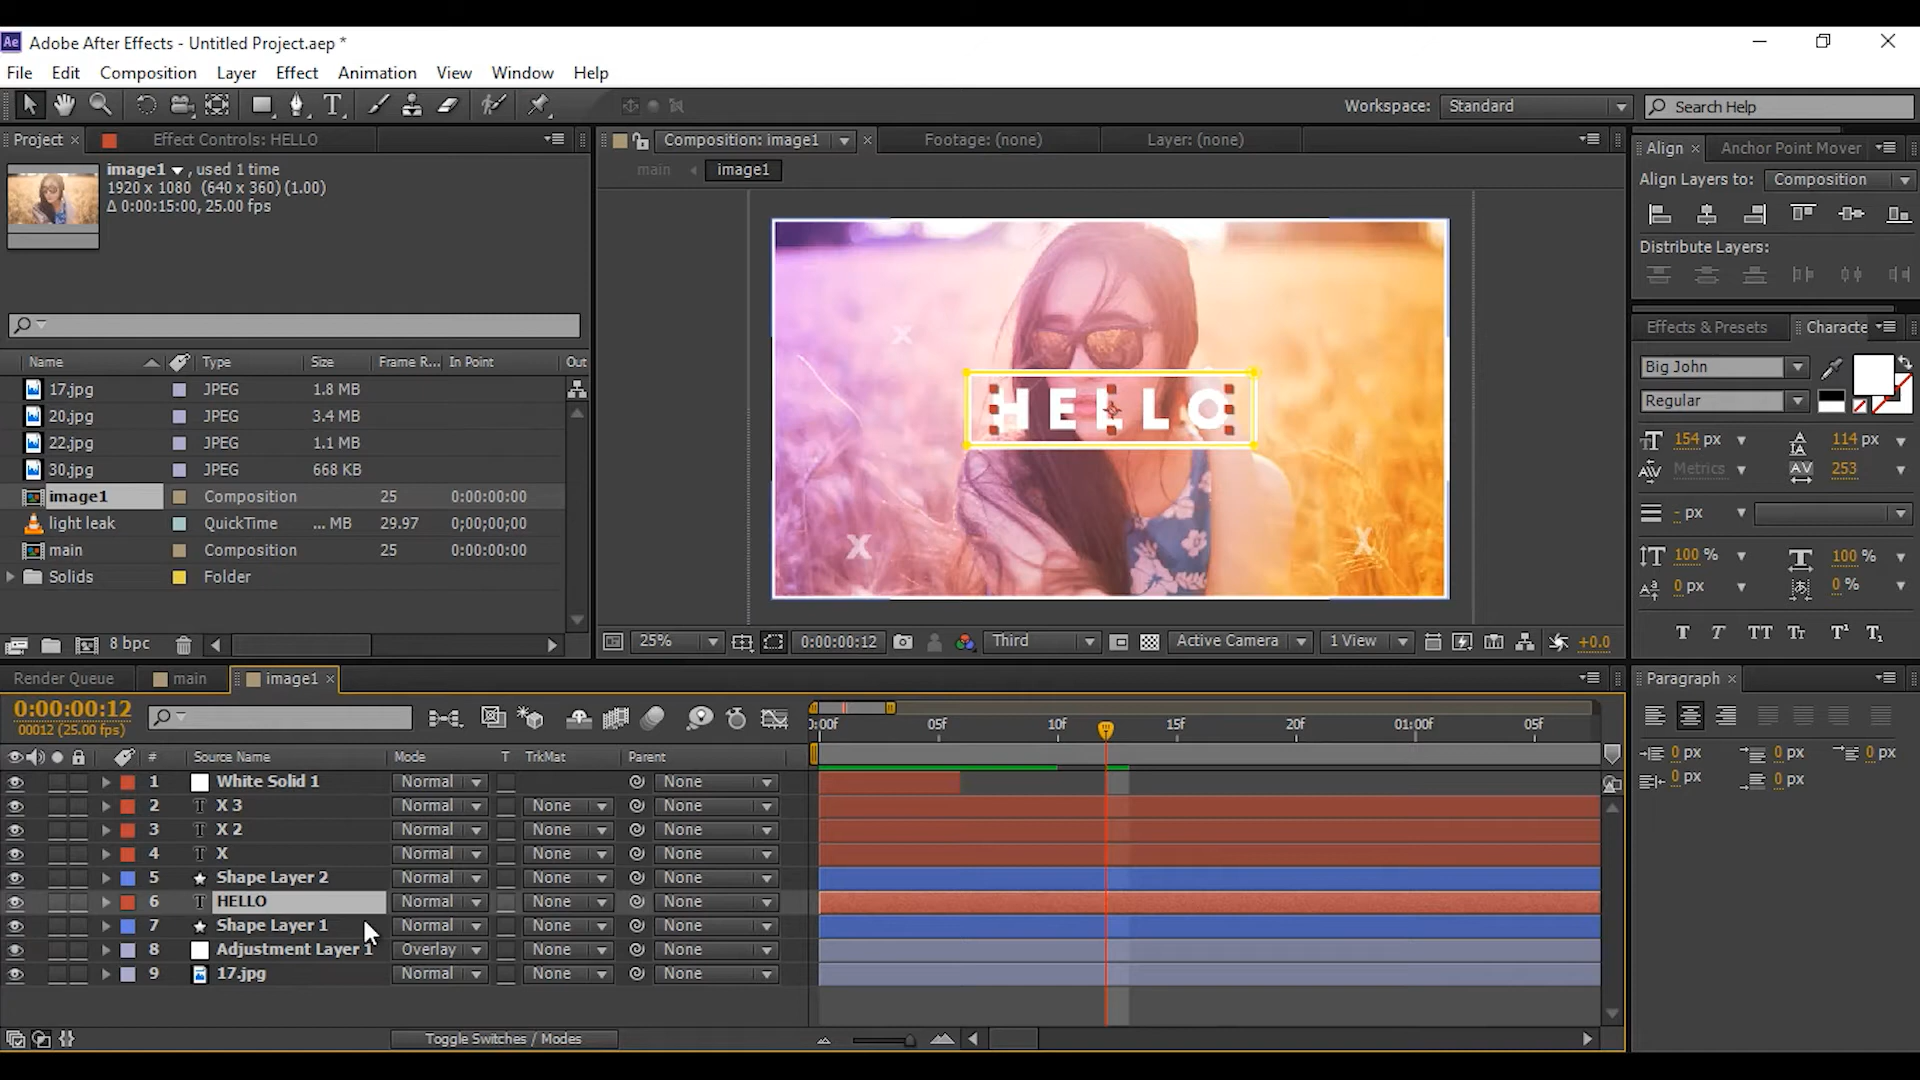 Ae Adobe After Effects - Untitled Project.aep *
File Edit Composition Layer Effect Animation View Window Help
Workspace: Standard Search Help
Project × Effect Controls: HELLO
image1 , used 1 time
1920 x 1080 (640 x 360) (1.00)
Δ 0:00:15:00, 25.00 fps
Name Type Size Frame R... In Point Out
17.jpg JPEG 1.8 MB
20.jpg JPEG 3.4 MB
22.jpg JPEG 1.1 MB
30.jpg JPEG 668 KB
image1 Composition 25 0:00:00:00
light leak QuickTime ... MB 29.97 0;00;00;00
main Composition 25 0:00:00:00
Solids Folder
8 bpc
Composition: image1 × Footage: (none) Layer: (none)
main image1
X
HELLO
X X
25% 0:00:00:12 Third Active Camera 1 View +0.0
Align × Anchor Point Mover
Align Layers to: Composition
Distribute Layers:
Effects & Presets Characte
Big John
Regular
154 px 114 px
Metrics 253
- px
100 % 100 %
0 px 0 %
T T TT Tr T¹ T₁
Paragraph ×
0 px 0 px 0 px
0 px 0 px
Render Queue main image1 ×
0:00:00:12
00012 (25.00 fps)
0:00f 05f 10f 15f 20f 01:00f 05f
# Source Name Mode T TrkMat Parent
1 White Solid 1 Normal None
2 X 3 Normal None None
3 X 2 Normal None None
4 X Normal None None
5 Shape Layer 2 Normal None None
6 HELLO Normal None None
7 Shape Layer 1 Normal None None
8 Adjustment Layer 1 Overlay None None
9 17.jpg Normal None None
Toggle Switches / Modes